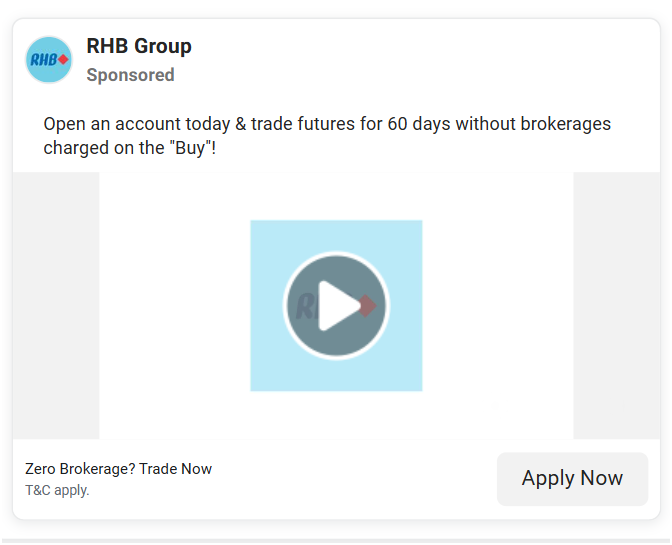 RHB
RHB Group
Sponsored
Open an account today & trade futures for 60 days without brokerages
charged on the "Buy"!
Zero Brokerage? Trade Now
T&C apply.
Apply Now